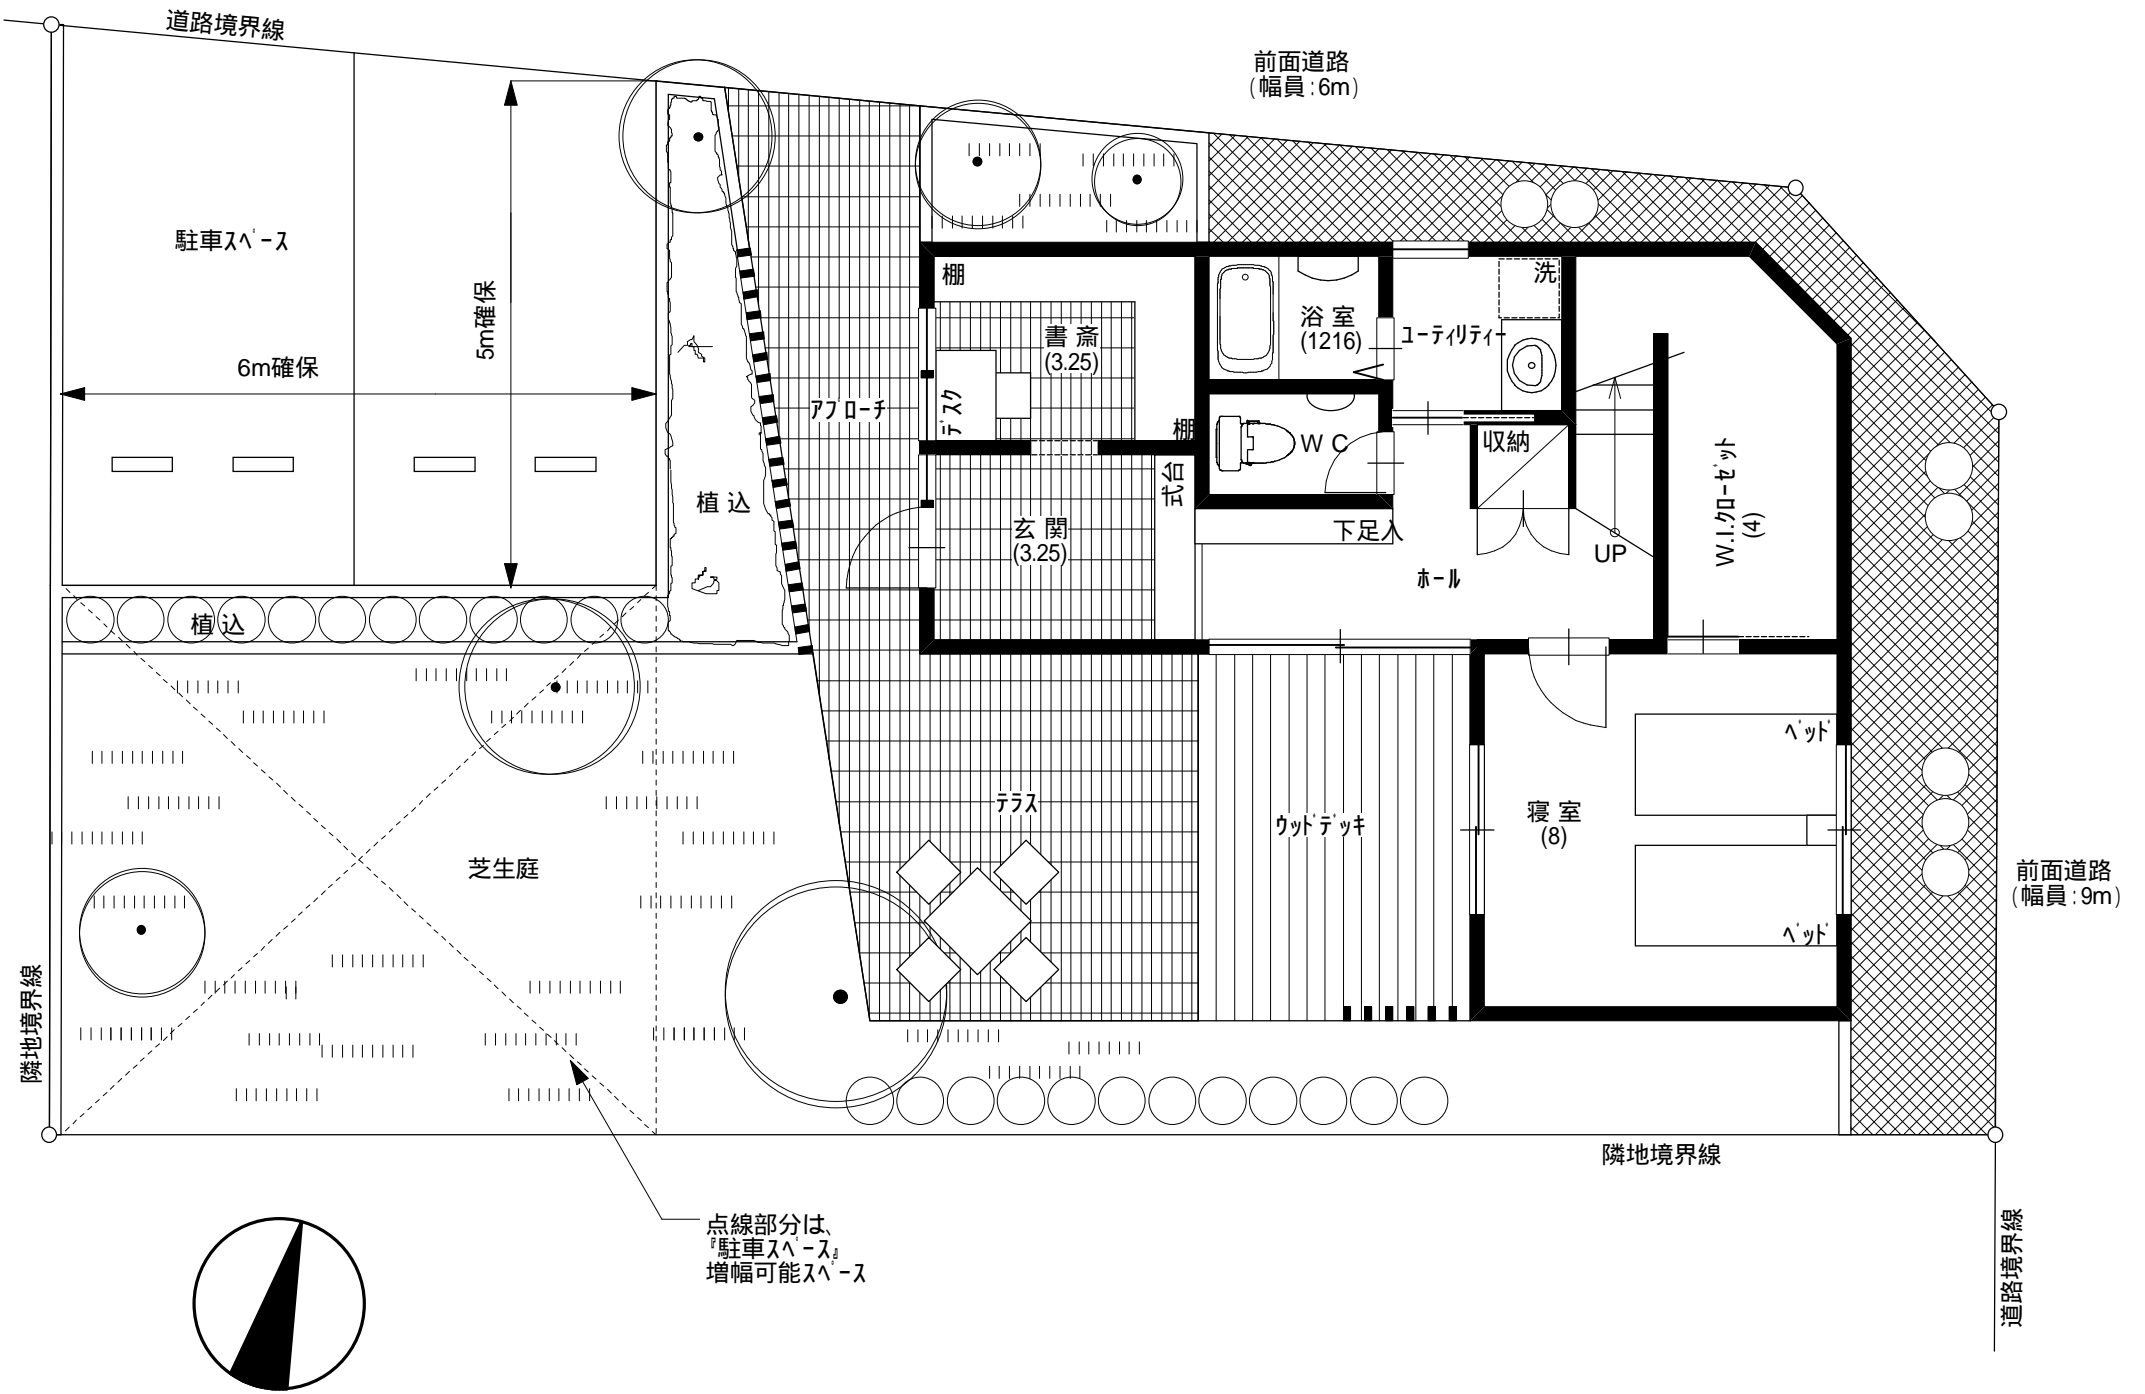 道路境界線
前面道路
(幅員:6m)
駐車ｽﾍﾟｰｽ
5m確保
6m確保
棚
書 斎
(3.25)
ﾃﾞｽｸ
棚
浴 室
(1216)
ﾕｰﾃｨﾘﾃｨｰ
洗
ｱﾌﾟﾛｰﾁ
W C
収納
植 込
式台
玄 関
(3.25)
下足入
ﾎｰﾙ
UP
W.I.ｸﾛｰｾﾞｯﾄ
(4)
植 込
ﾍﾞｯﾄﾞ
ﾃﾗｽ
ｳｯﾄﾞﾃﾞｯｷ
寝 室
(8)
芝生庭
前面道路
(幅員:9m)
ﾍﾞｯﾄﾞ
隣地境界線
隣地境界線
点線部分は、
『駐車ｽﾍﾟｰｽ』
増幅可能ｽﾍﾟｰｽ
道路境界線